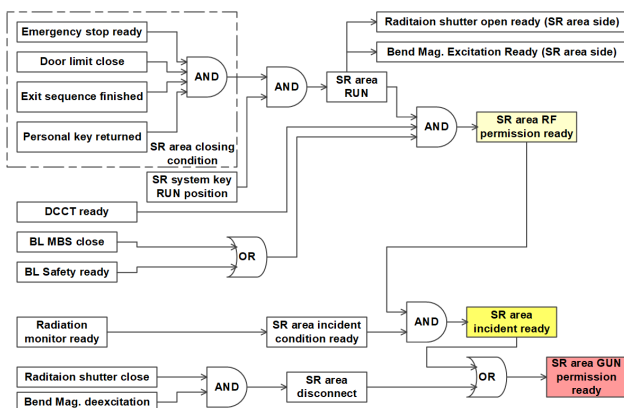 Raditaion shutter open ready (SR area side)
Emergency stop ready
Bend Mag. Excitation Ready (SR area side)
Door limit close
AND
AND
SR area
RUN
Exit sequence finished
AND
SR area RF
permission ready
Personal key returned
SR area closing
condition
SR system key
RUN position
DCCT ready
BL MBS close
OR
BL Safety ready
Radiation
monitor ready
SR area incident
condition ready
AND
SR area
incident ready
Raditaion shutter close
AND
SR area
disconnect
OR
SR area GUN
permission
ready
Bend Mag. deexcitation